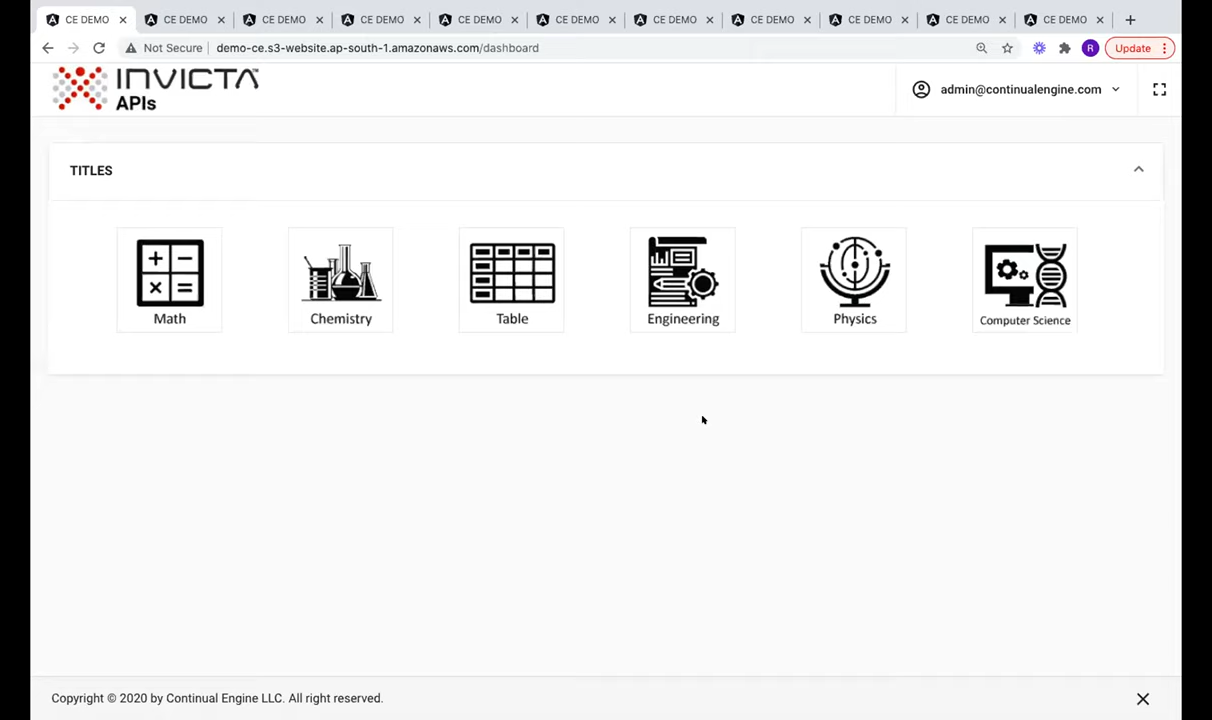 CE DEMO CE DEMO CE DEMO CE DEMO CE DEMO CE DEMO CE DEMO CE DEMO CE DEMO CE DEMO CE DEMO
Not Secure demo-ce.s3-website.ap-south-1.amazonaws.com/dashboard R Update
INVICTA
APIs
admin@continualengine.com
TITLES
Math Chemistry Table Engineering Physics Computer Science
Copyright © 2020 by Continual Engine LLC. All right reserved.